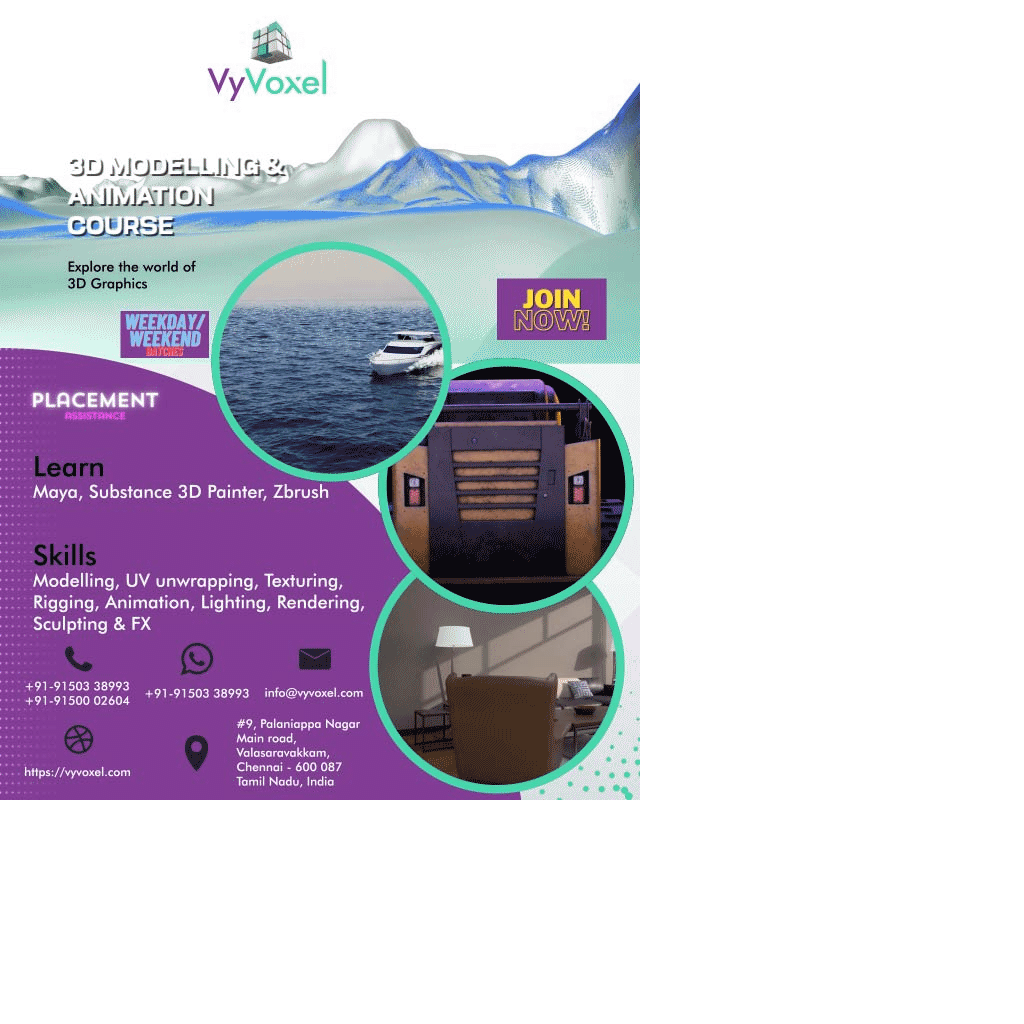 VyVoxel
3D MODELLING &
ANIMATION
COURSE
Explore the world of
3D Graphics
JOIN
NOW!
WEEKDAY/
WEEKEND
BATCHES
PLACEMENT
ASSISTANCE
Learn
Maya, Substance 3D Painter, Zbrush
Skills
Modelling, UV unwrapping, Texturing,
Rigging, Animation, Lighting, Rendering,
Sculpting & FX
+91-91503 38993
+91-91500 02604
+91-91503 38993
info@vyvoxel.com
https://vyvoxel.com
#9, Palaniappa Nagar
Main road,
Valasaravakkam,
Chennai - 600 087
Tamil Nadu, India